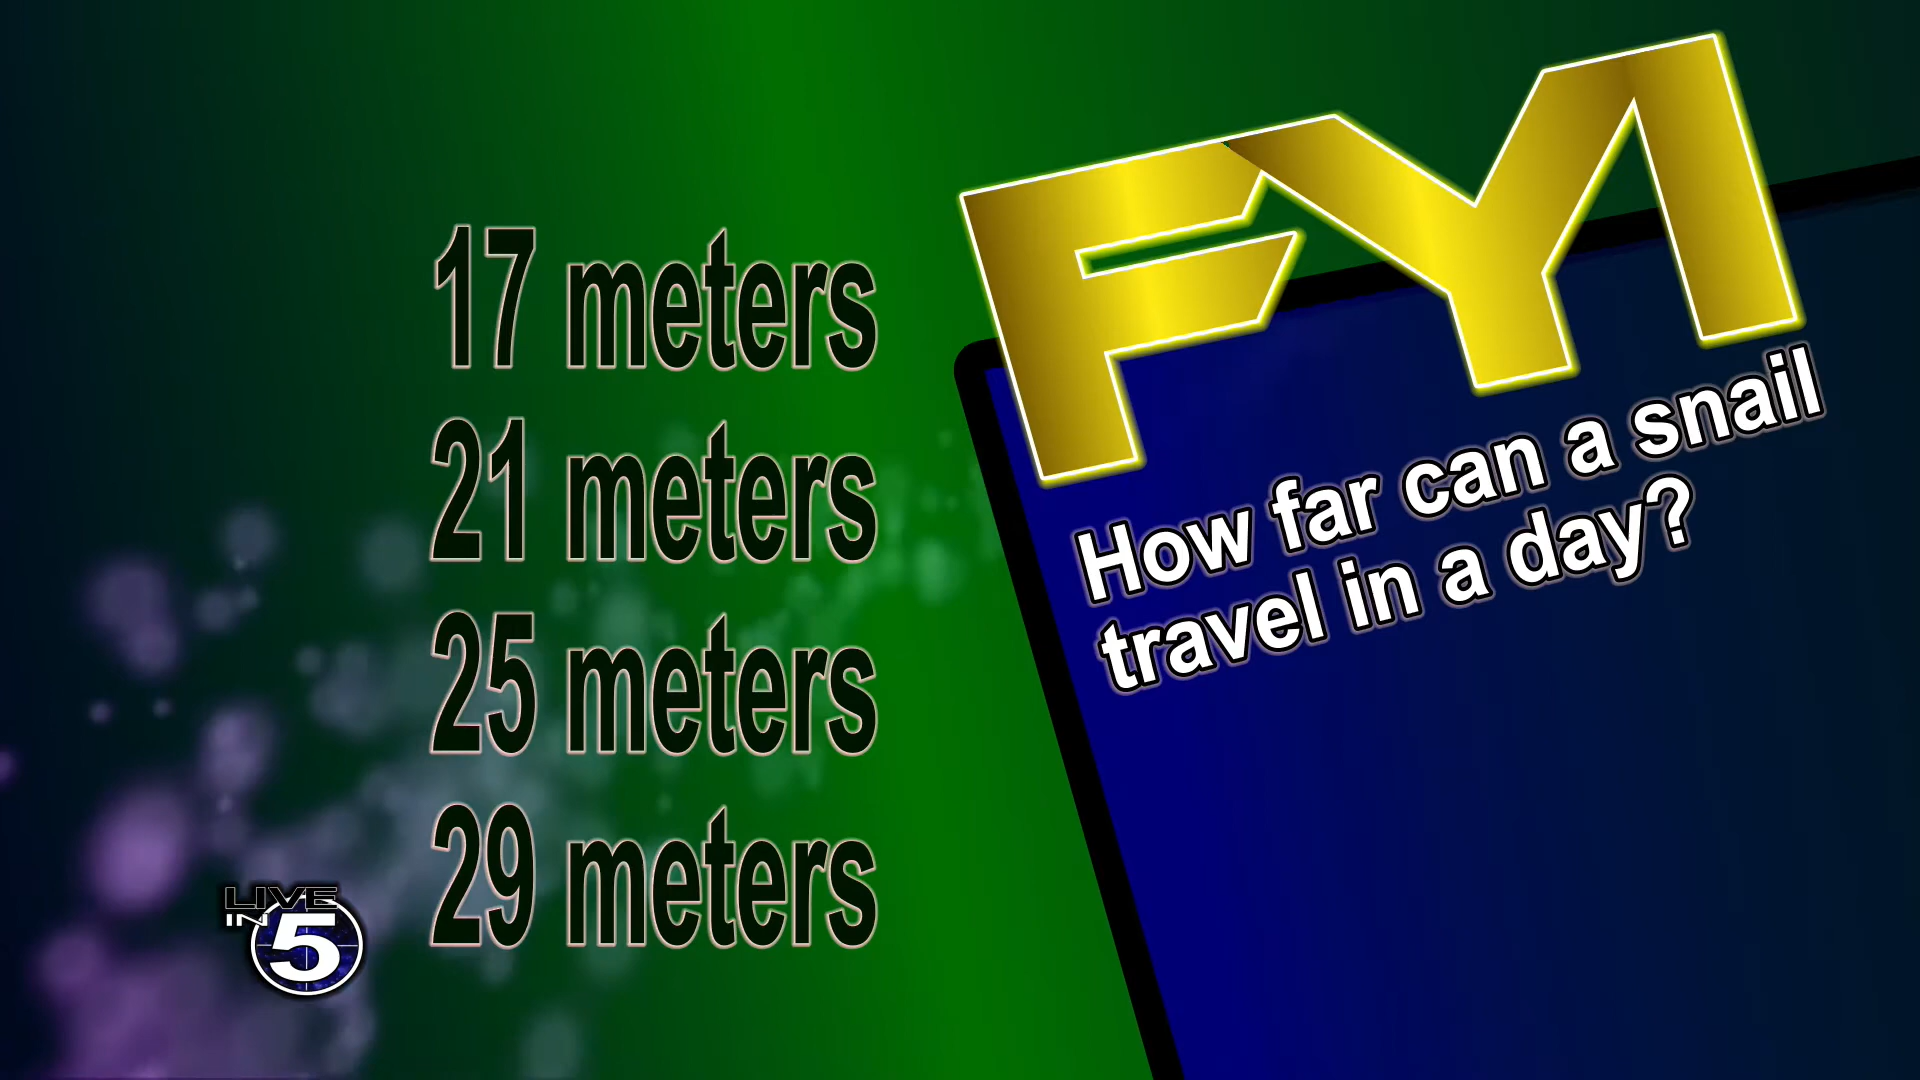 FYI
How far can a snail
travel in a day?
17 meters
21 meters
25 meters
29 meters
LIVE
IN
5